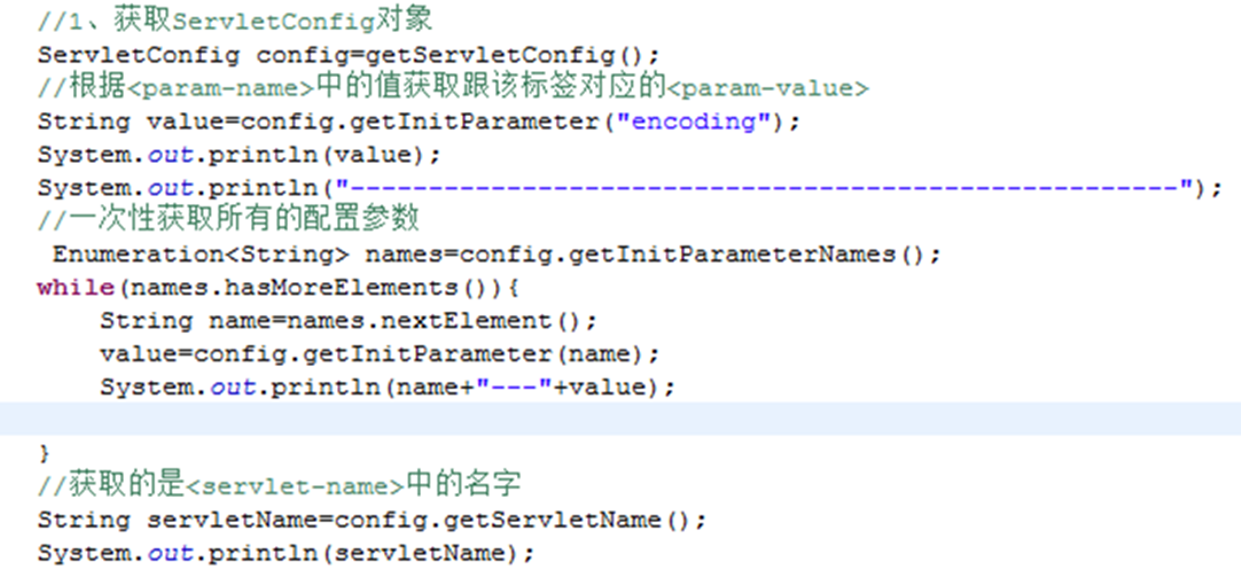 //1、获取ServletConfig对象
ServletConfig config=getServletConfig();
//根据<param-name>中的值获取跟该标签对应的<param-value>
String value=config.getInitParameter("encoding");
System.out.println(value);
System.out.println("-----------------------------------------------------");
//一次性获取所有的配置参数
Enumeration<String> names=config.getInitParameterNames();
while(names.hasMoreElements()){
String name=names.nextElement();
value=config.getInitParameter(name);
System.out.println(name+"---"+value);
}
//获取的是<servlet-name>中的名字
String servletName=config.getServletName();
System.out.println(servletName);